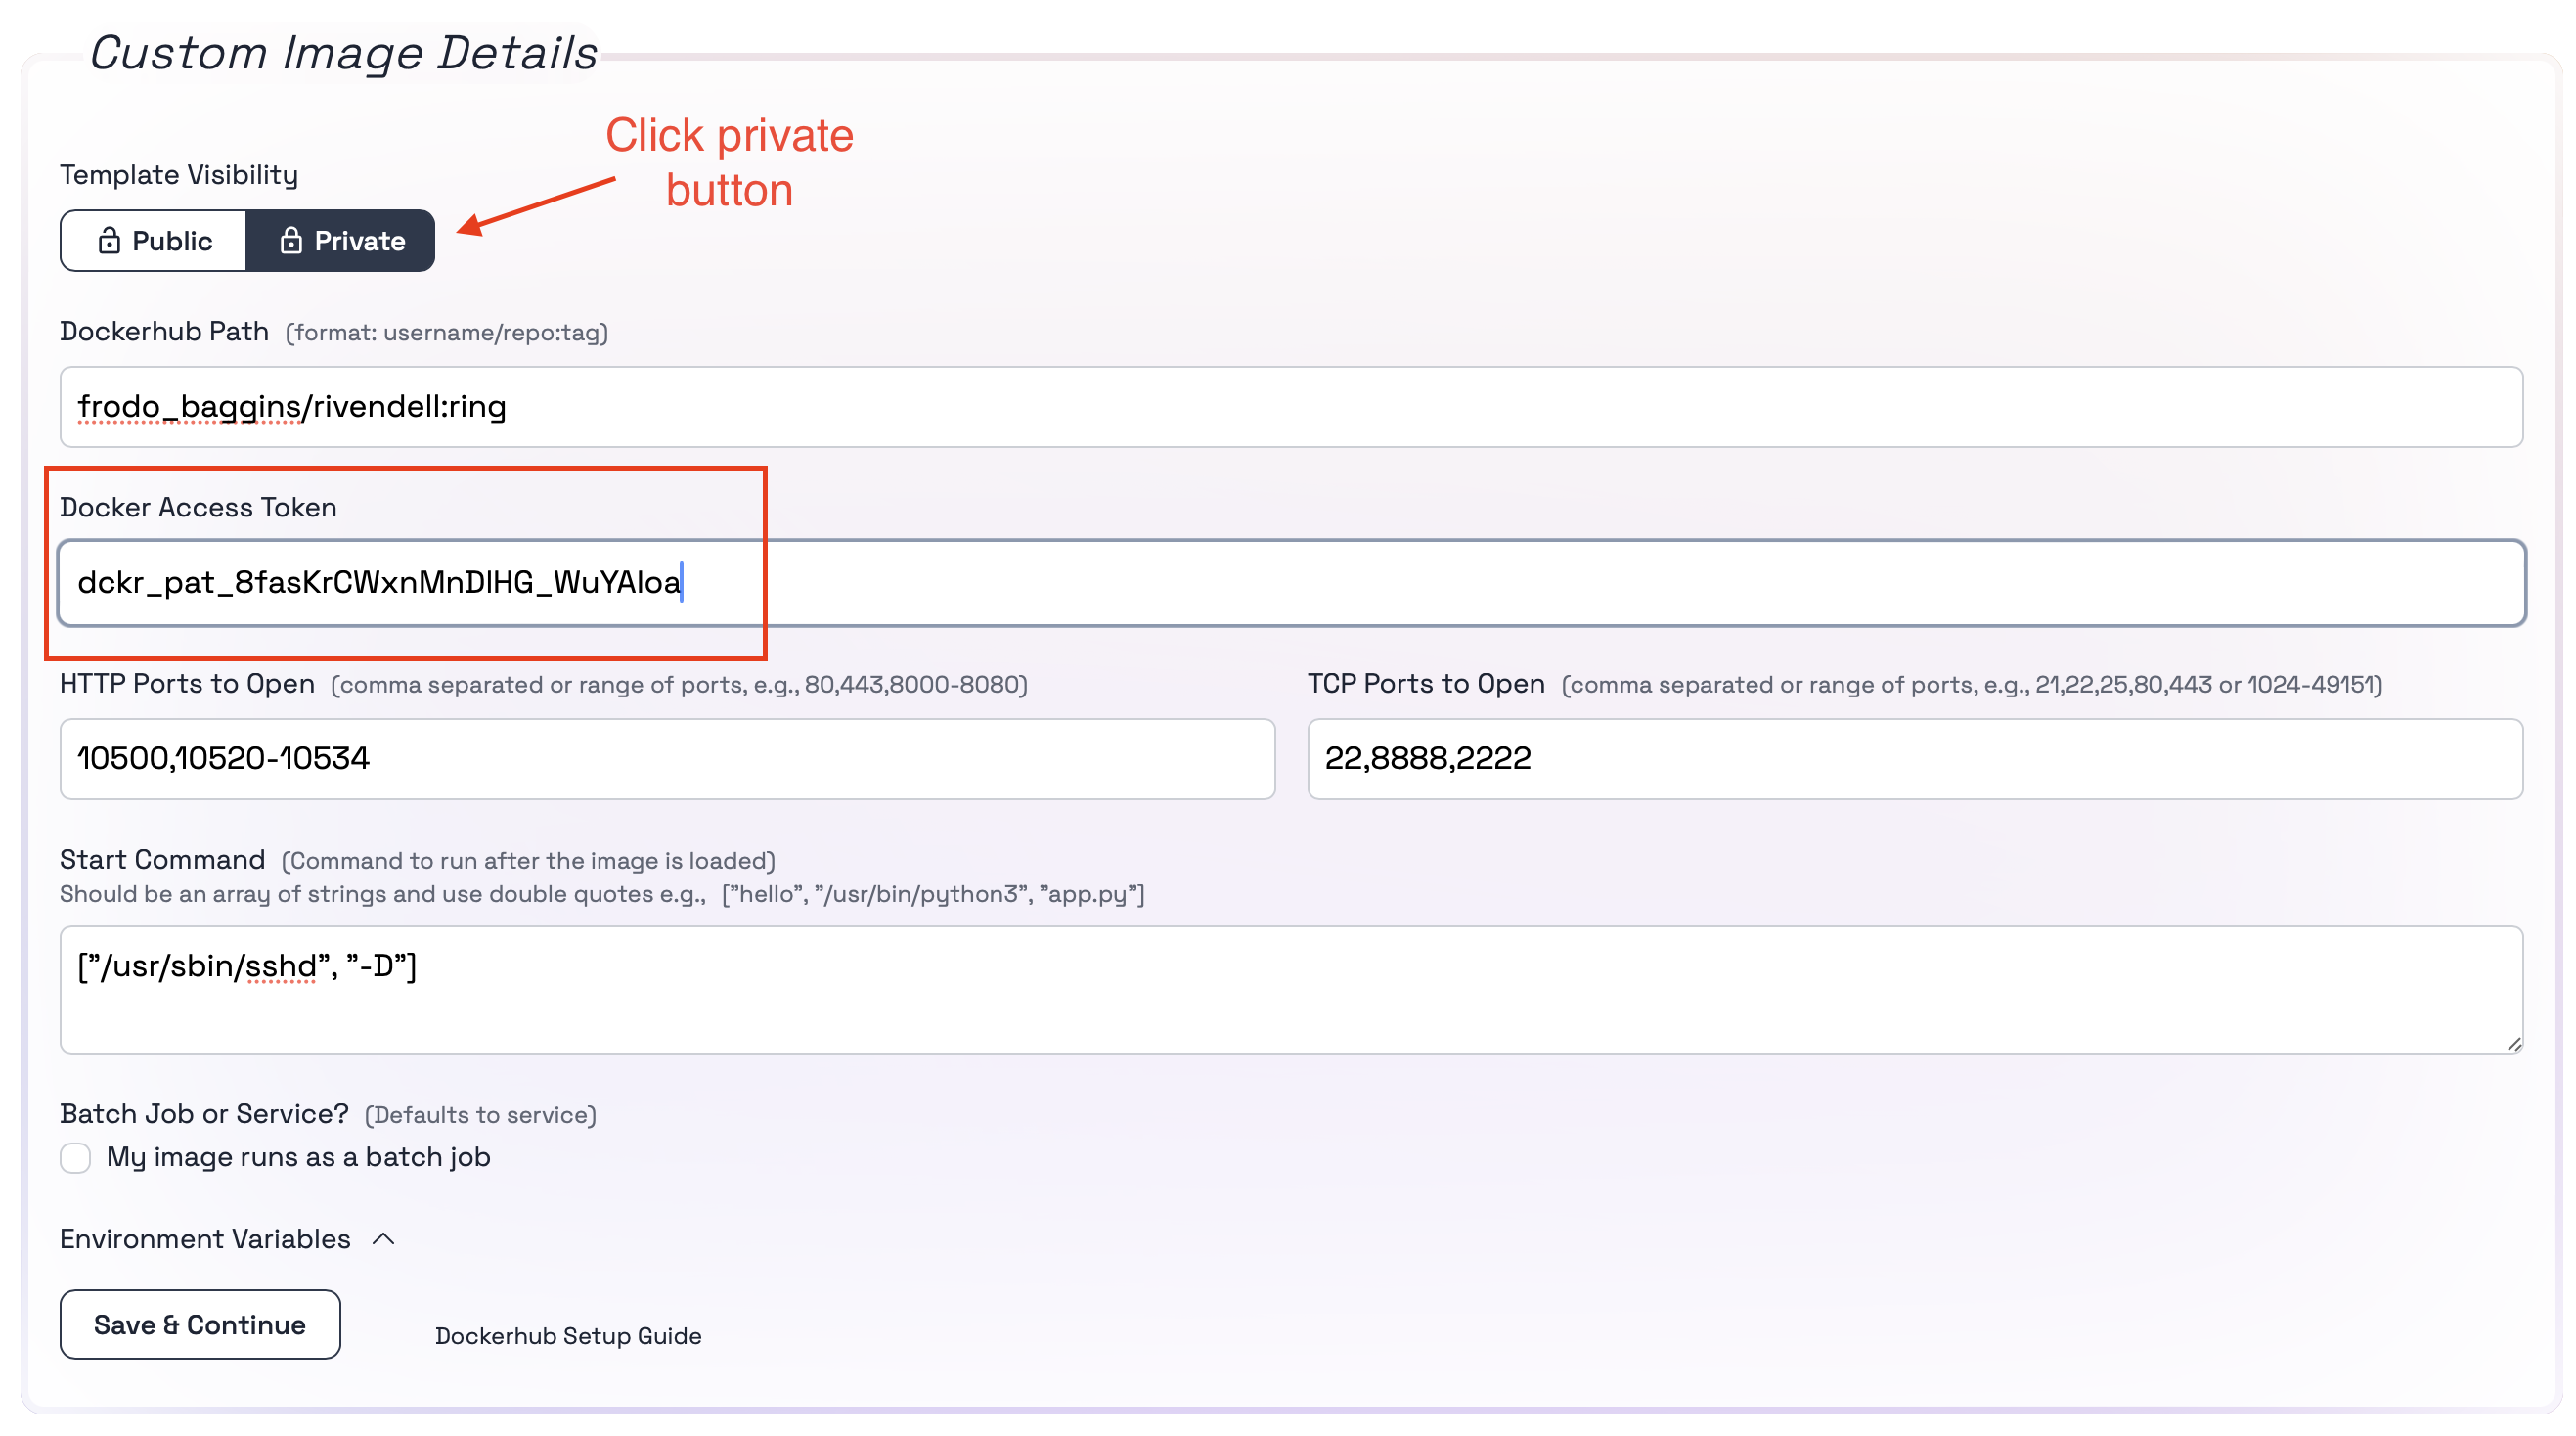 Custom Image Details
Click private
button
Template Visibility
Public
Private
Dockerhub Path (format: username/repo:tag)
frodo_baggins/rivendell:ring
Docker Access Token
dckr_pat_8fasKrCWxnMnDlHG_WuYAloa
HTTP Ports to Open (comma separated or range of ports, e.g., 80,443,8000-8080)
TCP Ports to Open (comma separated or range of ports, e.g., 21,22,25,80,443 or 1024-49151)
10500,10520-10534
22,8888,2222
Start Command (Command to run after the image is loaded)
Should be an array of strings and use double quotes e.g., ["hello", "/usr/bin/python3", "app.py"]
["/usr/sbin/sshd", "-D"]
Batch Job or Service? (Defaults to service)
My image runs as a batch job
Environment Variables
Save & Continue
Dockerhub Setup Guide